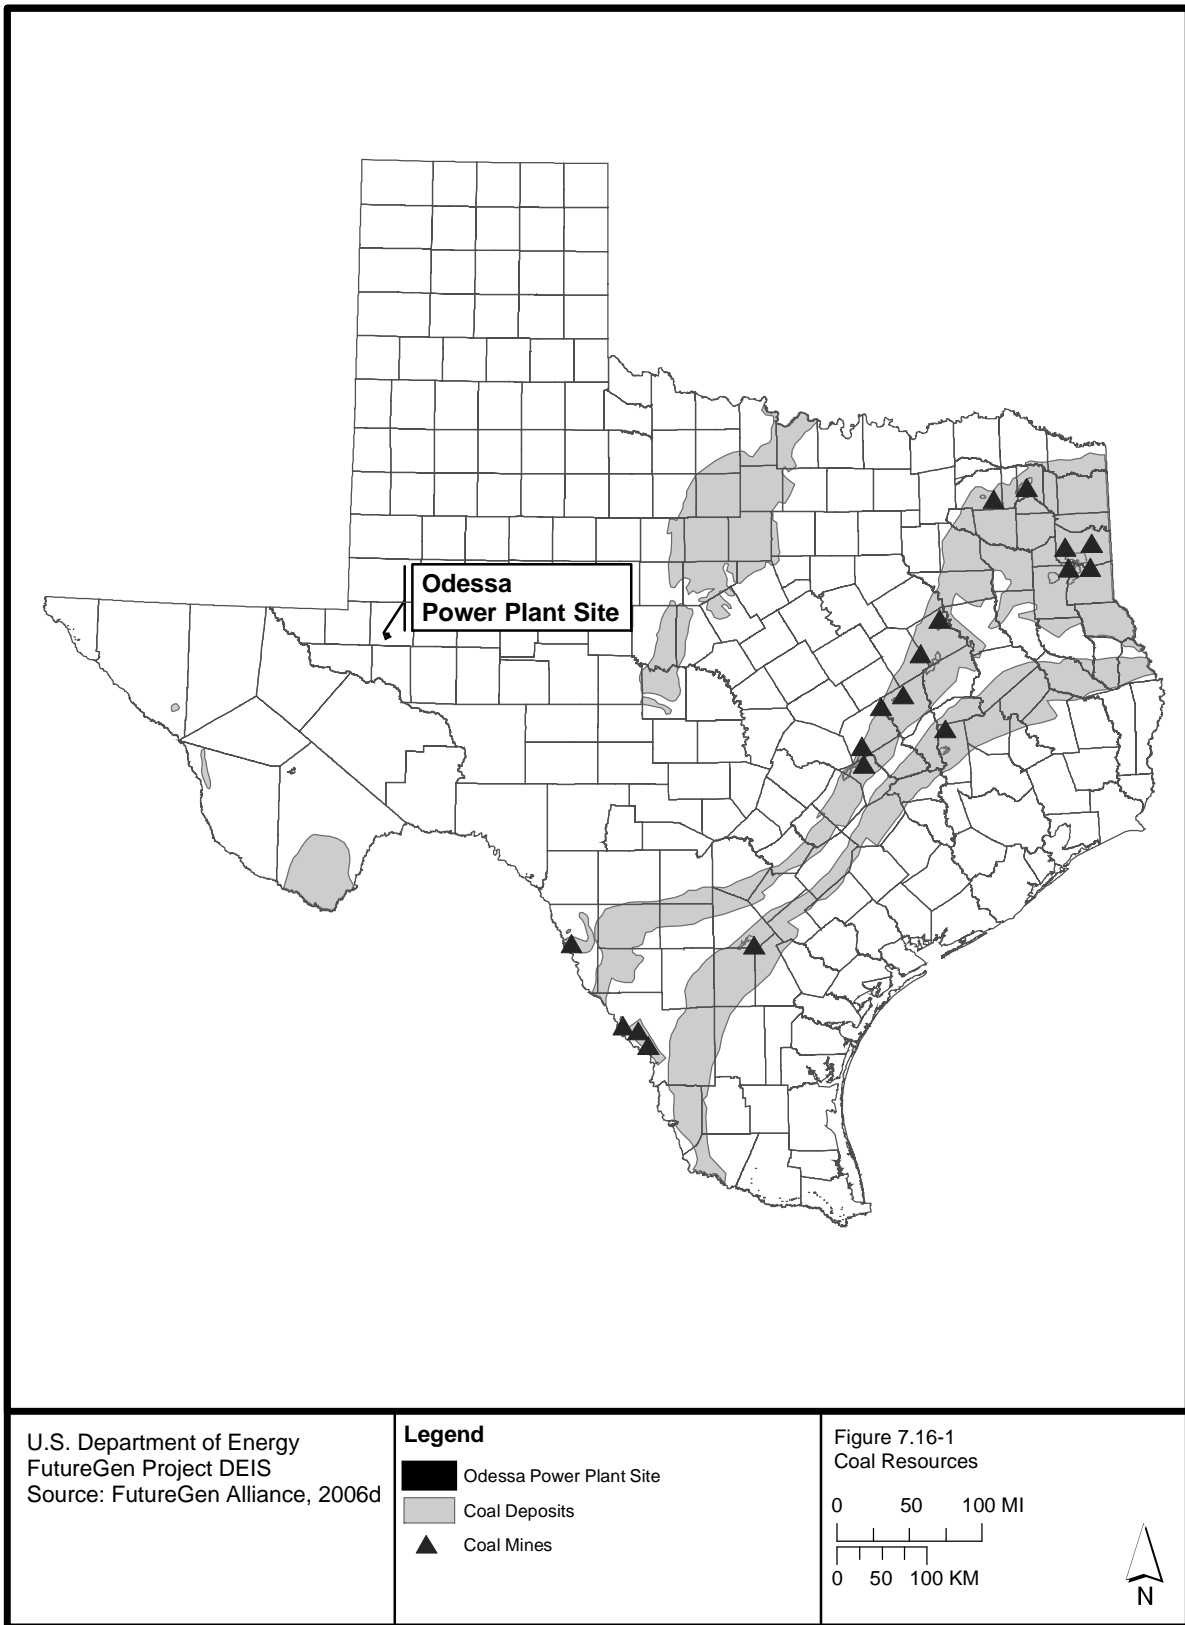 Odessa
Power Plant Site
U.S. Department of Energy
FutureGen Project DEIS
Source: FutureGen Alliance, 2006d
Legend
Odessa Power Plant Site
Coal Deposits
Coal Mines
Figure 7.16-1
Coal Resources
0 50 100 MI
0 50 100 KM
N